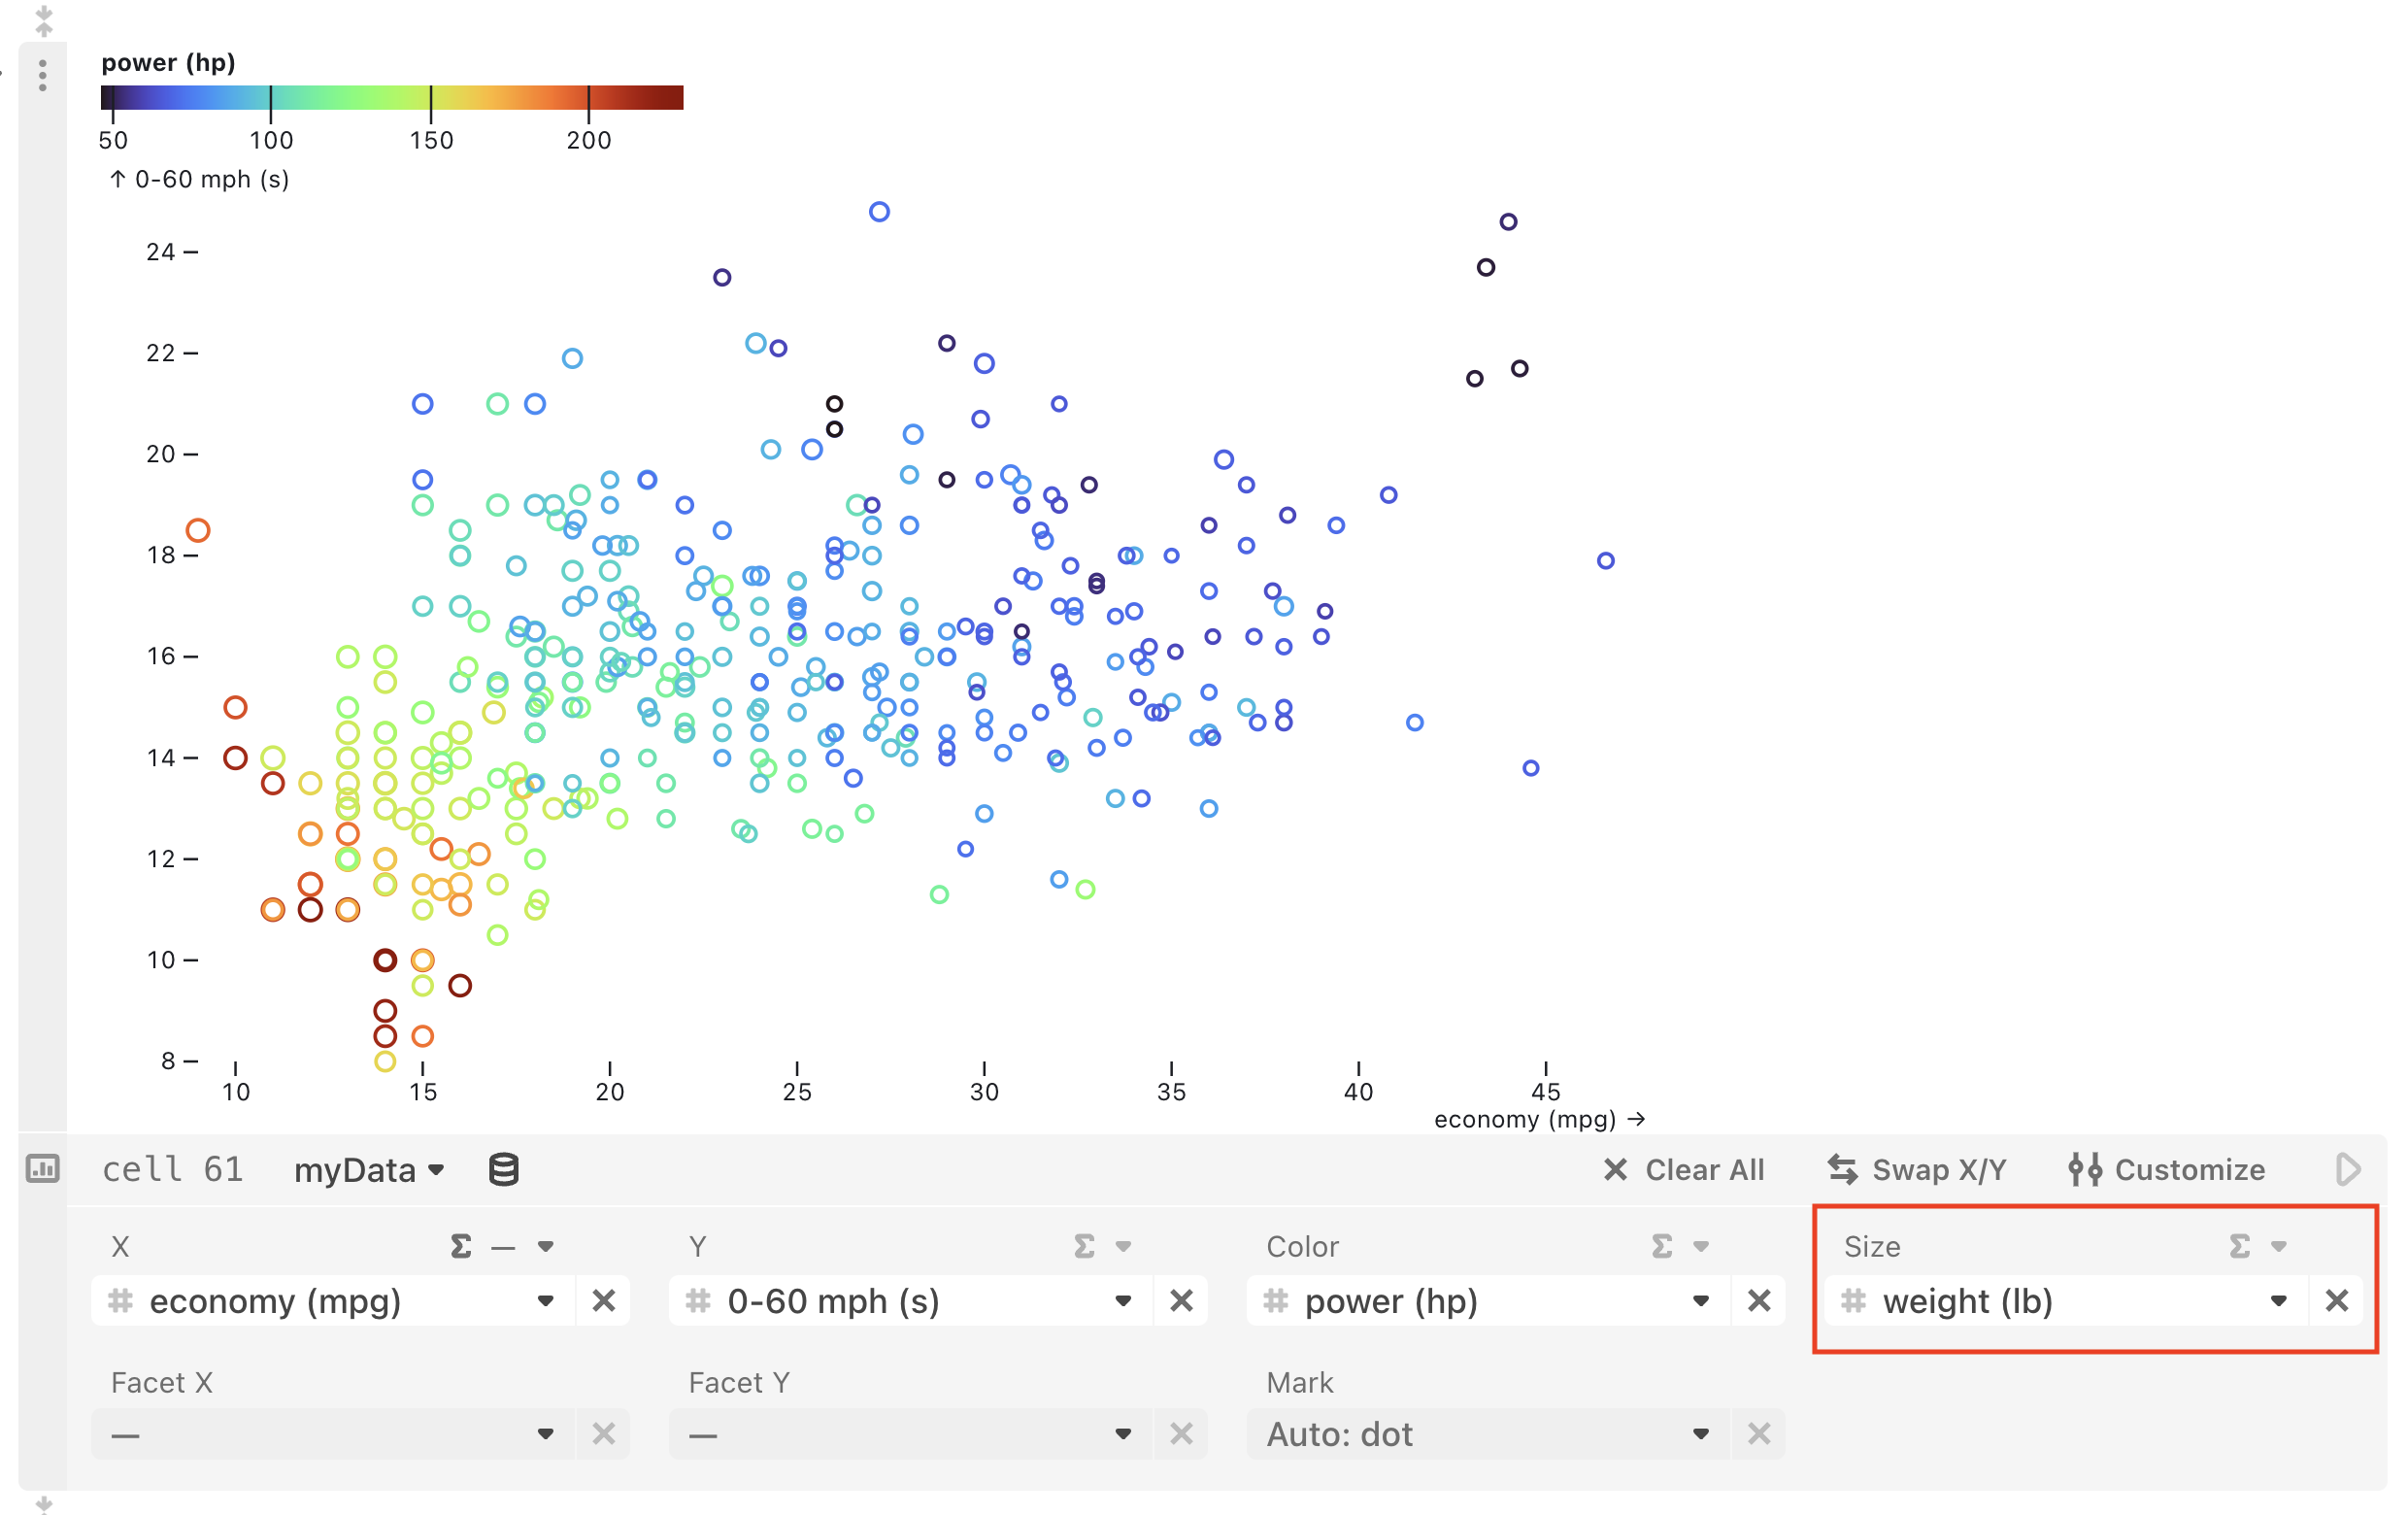 power (hp)
50 100 150 200
↑ 0-60 mph (s)
24
22
20
18
16
14
12
10
8
10 15 20 25 30 35 40 45
economy (mpg) →
cell 61 myData Clear All Swap X/Y Customize
X Σ — Y Σ Color Σ Size Σ
# economy (mpg) # 0-60 mph (s) # power (hp) # weight (lb)
Facet X Facet Y Mark
— — Auto: dot